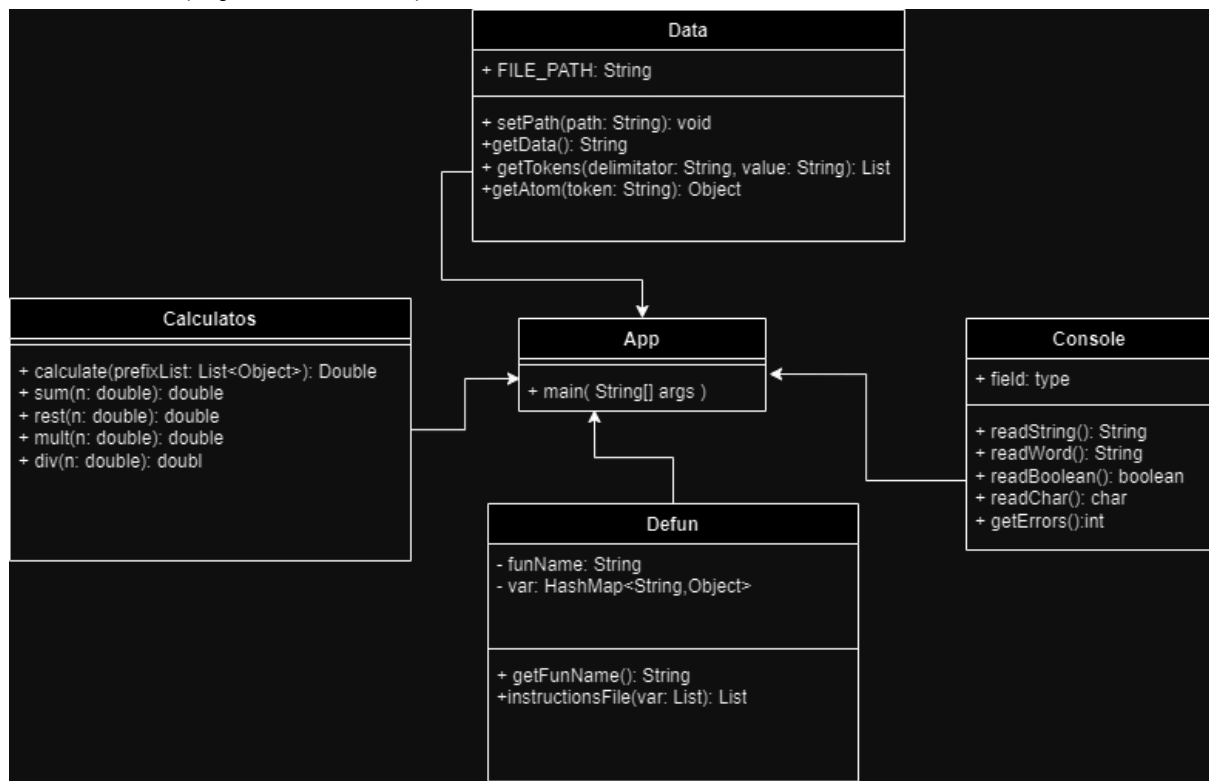 Data
+ FILE_PATH: String
+ setPath(path: String): void
+getData(): String
+ getTokens(delimitator: String, value: String): List
+getAtom(token: String): Object
Calculatos
+ calculate(prefixList: List<Object>): Double
+ sum(n: double): double
+ rest(n: double): double
+ mult(n: double): double
+ div(n: double): doubl
App
+ main( String[] args )
Console
+ field: type
+ readString(): String
+ readWord(): String
+ readBoolean(): boolean
+ readChar(): char
+ getErrors():int
Defun
- funName: String
- var: HashMap<String,Object>
+ getFunName(): String
+instructionsFile(var: List): List